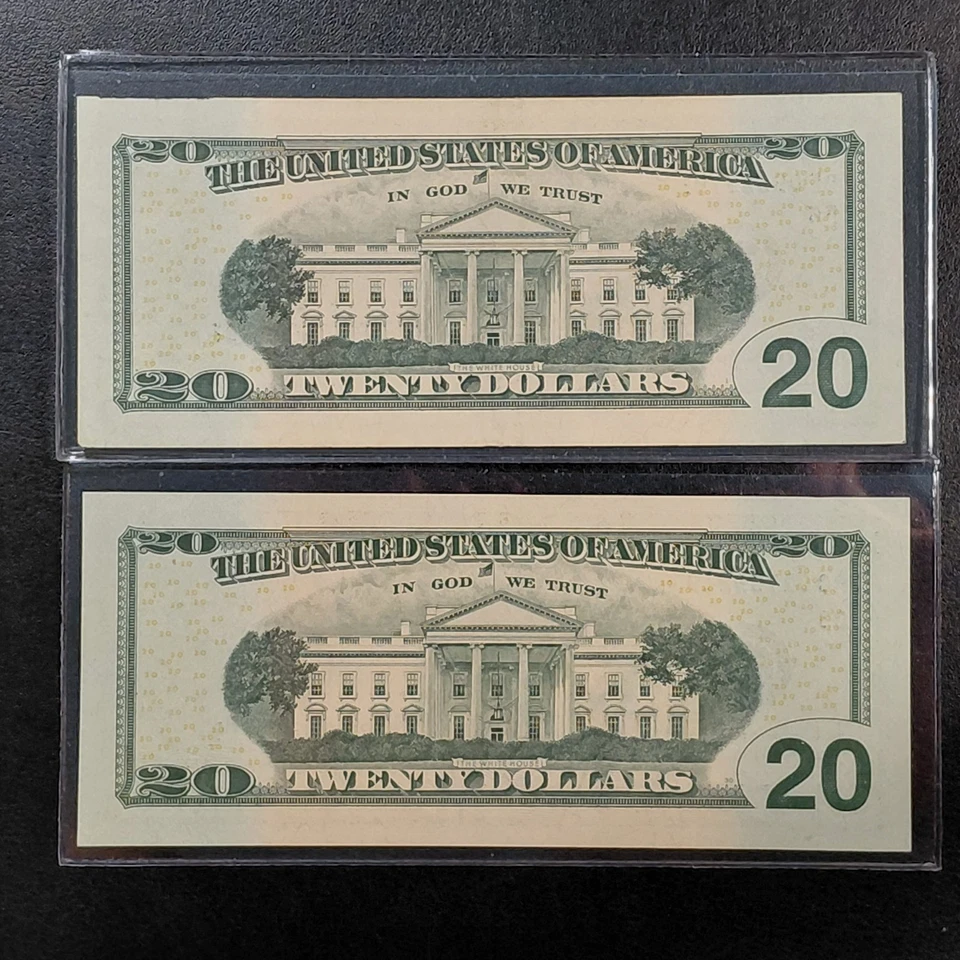 20 20
THE UNITED STATES OF AMERICA
IN GOD WE TRUST
THE WHITE HOUSE
20 TWENTY DOLLARS 20
20 20
THE UNITED STATES OF AMERICA
IN GOD WE TRUST
THE WHITE HOUSE
20 TWENTY DOLLARS 20